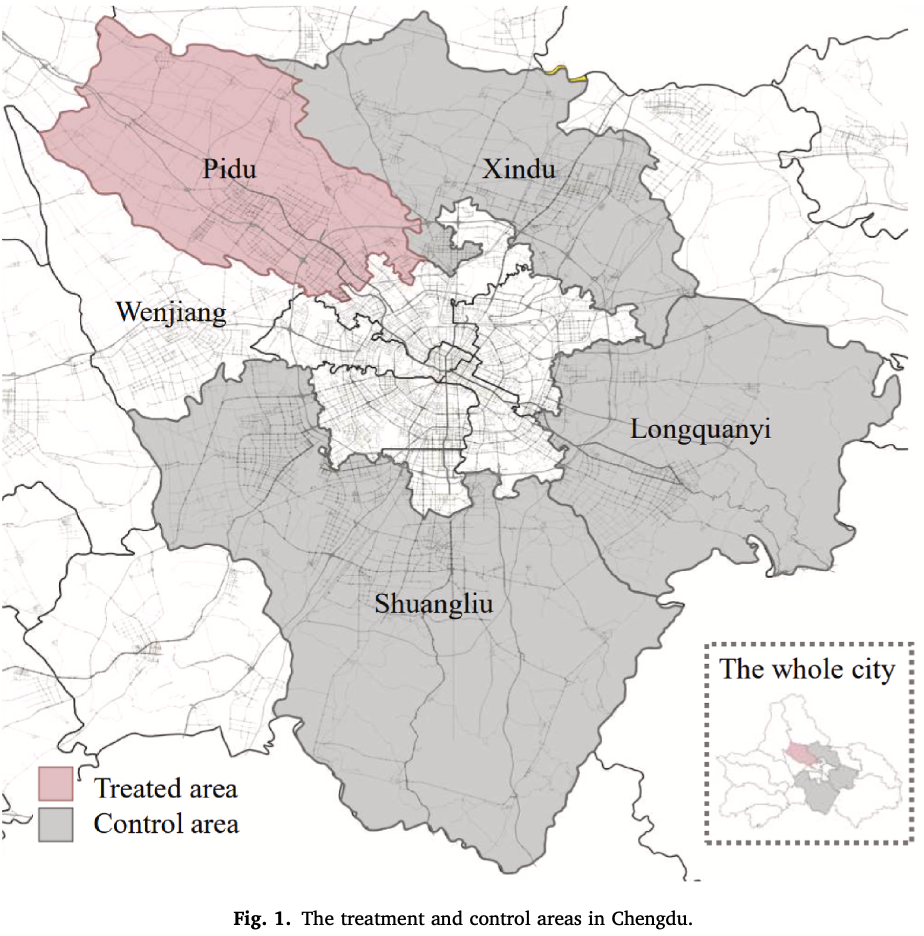 Pidu
Xindu
Wenjiang
Longquanyi
Shuangliu
The whole city
Treated area
Control area
Fig. 1. The treatment and control areas in Chengdu.